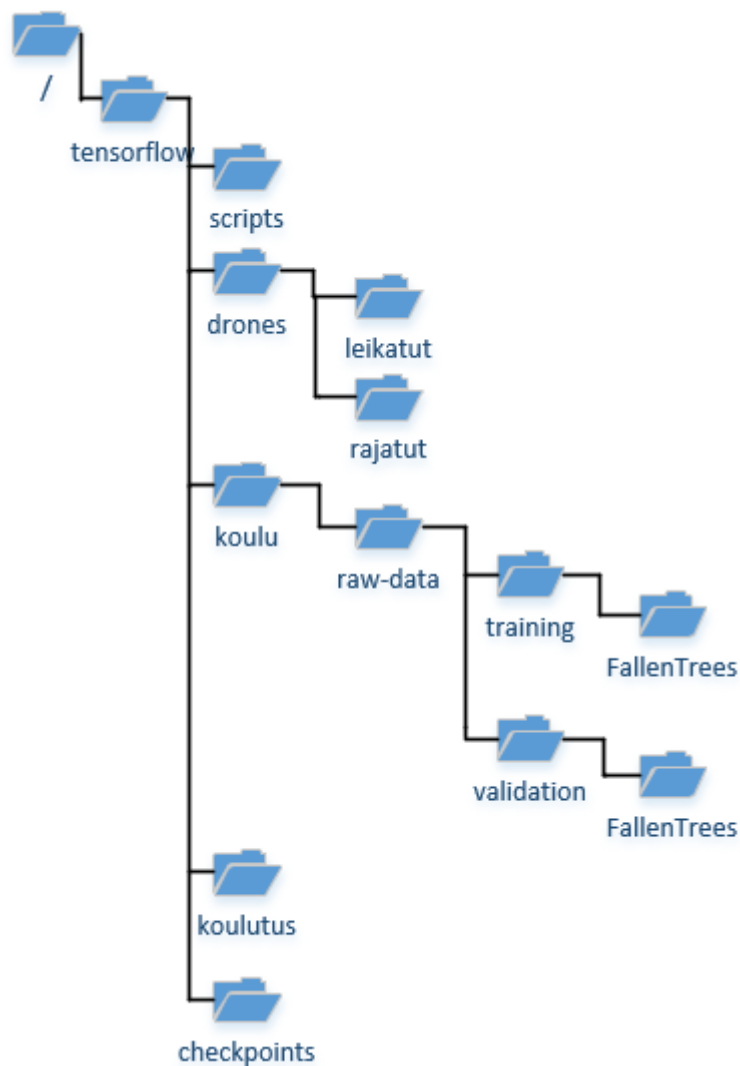 /
tensorflow
scripts
drones
leikatut
rajatut
koulu
raw-data
training
FallenTrees
validation
FallenTrees
koulutus
checkpoints